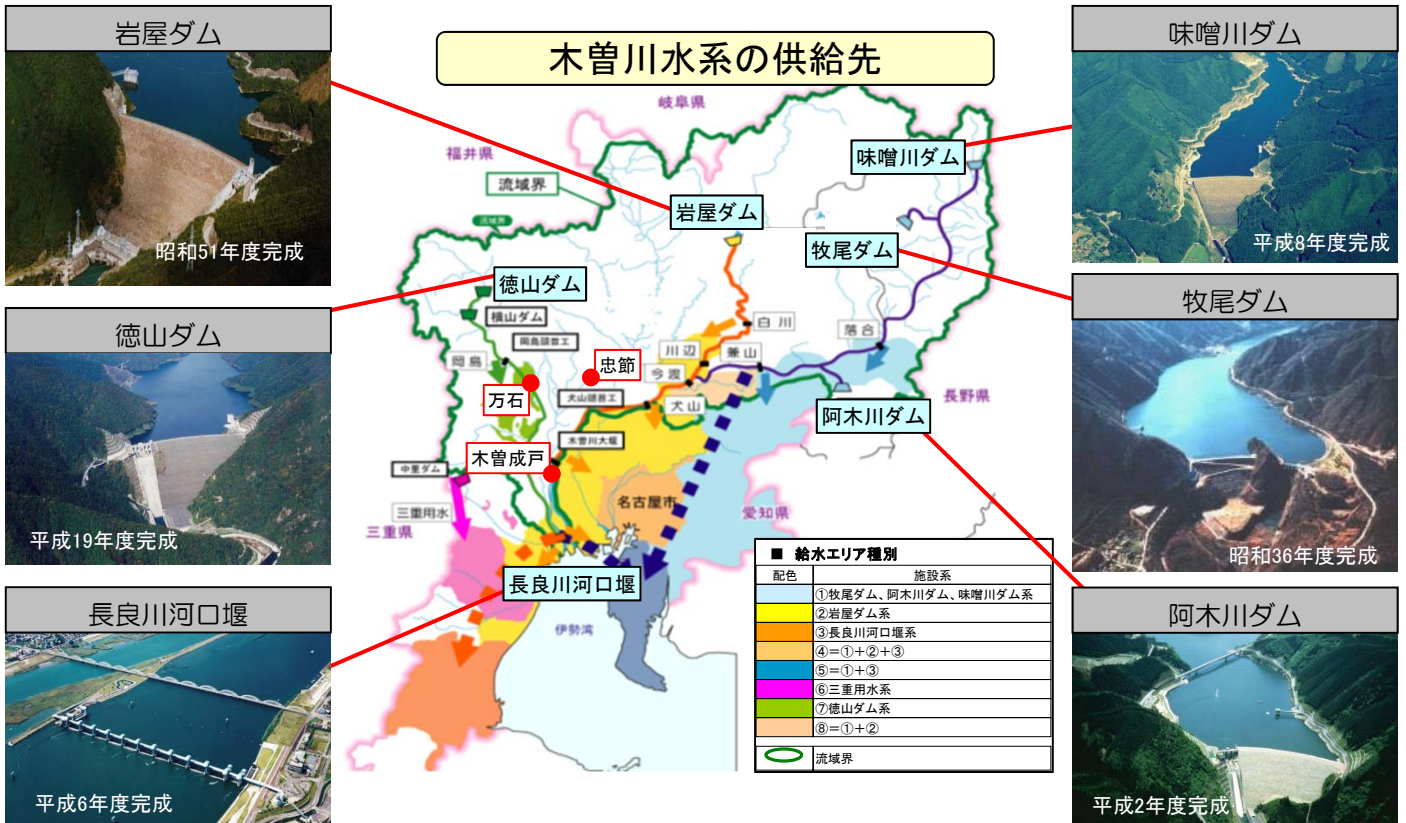 木曽川水系の供給先
岩屋ダム
昭和51年度完成
徳山ダム
平成19年度完成
長良川河口堰
平成6年度完成
味噌川ダム
平成8年度完成
牧尾ダム
昭和36年度完成
阿木川ダム
平成2年度完成
岐阜県
福井県
流域界
流域界
味噌川ダム
岩屋ダム
牧尾ダム
徳山ダム
横山ダム
岡島頭首工
岡島
白川
落合
川辺
兼山
忠節
今渡
万石
犬山頭首工
犬山
長野県
阿木川ダム
木曽川大堰
木曽成戸
中里ダム
三重用水
名古屋市
愛知県
三重県
長良川河口堰
伊勢湾
■ 給水エリア種別
配色 施設系
①牧尾ダム、阿木川ダム、味噌川ダム系
②岩屋ダム系
③長良川河口堰系
④=①+②+③
⑤=①+③
⑥三重用水系
⑦徳山ダム系
⑧=①+②
流域界